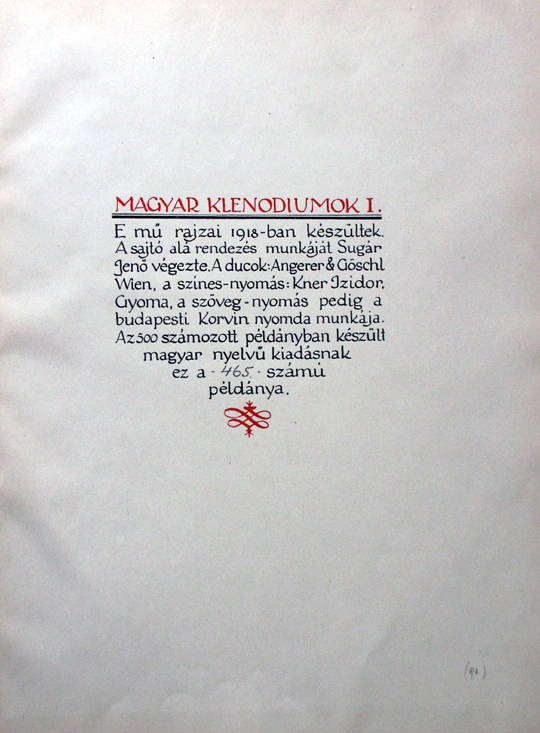 MAGYAR KLENODIUMOK I.
E mű rajzai 1918-ban készültek.
A sajtó alá rendezés munkáját Sugár
Jenő végezte. A ducok: Angerer & Göschl
Wien, a színes-nyomás: Kner Izidor,
Gyoma, a szöveg-nyomás pedig a
budapesti Korvin nyomda munkája.
Az 500 számozott példányban készült
magyar nyelvű kiadásnak
ez a - 465. - számú
példánya.